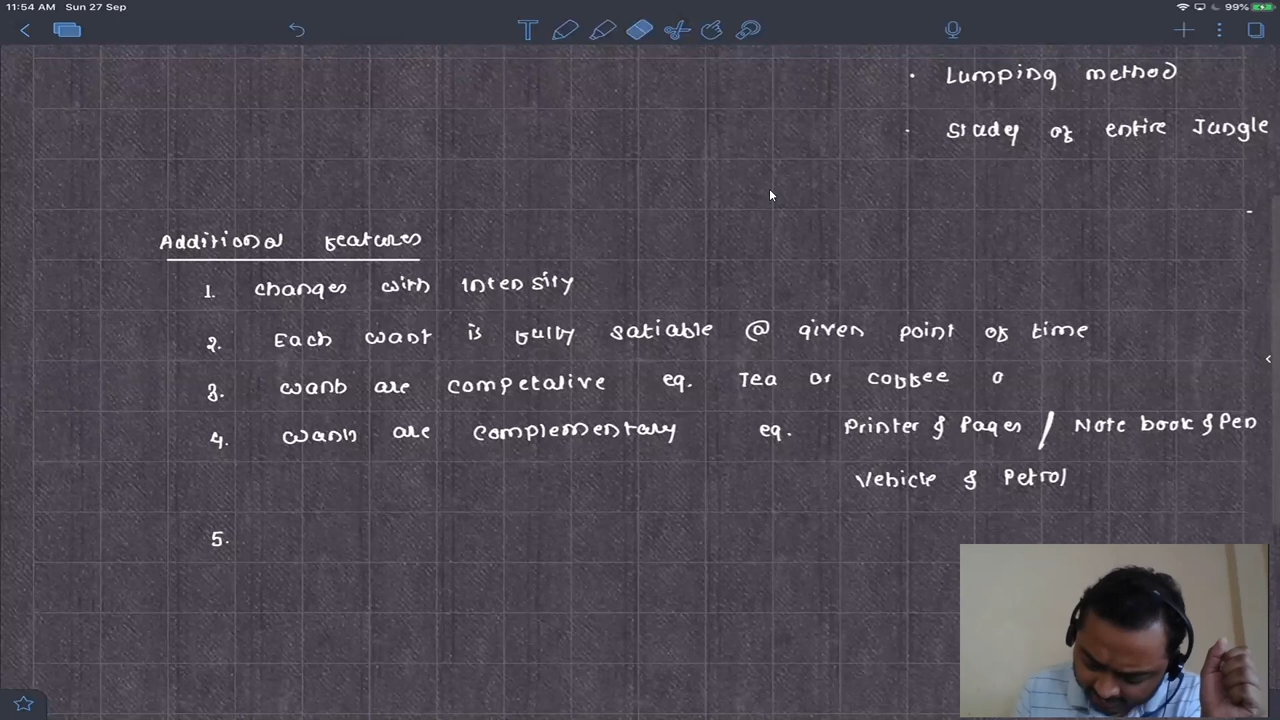 11:54 AM Sun 27 Sep
99%
T
• Lumping method
• Study of entire Jungle
Additional features
1. changes with Intensity
2. Each want is fully satiable @ given point of time
3. wants are competative eg. Tea or coffee o
4. wants are complementary eg. Printer & Pages / Note book & Pen
Vehicle & Petrol
5.